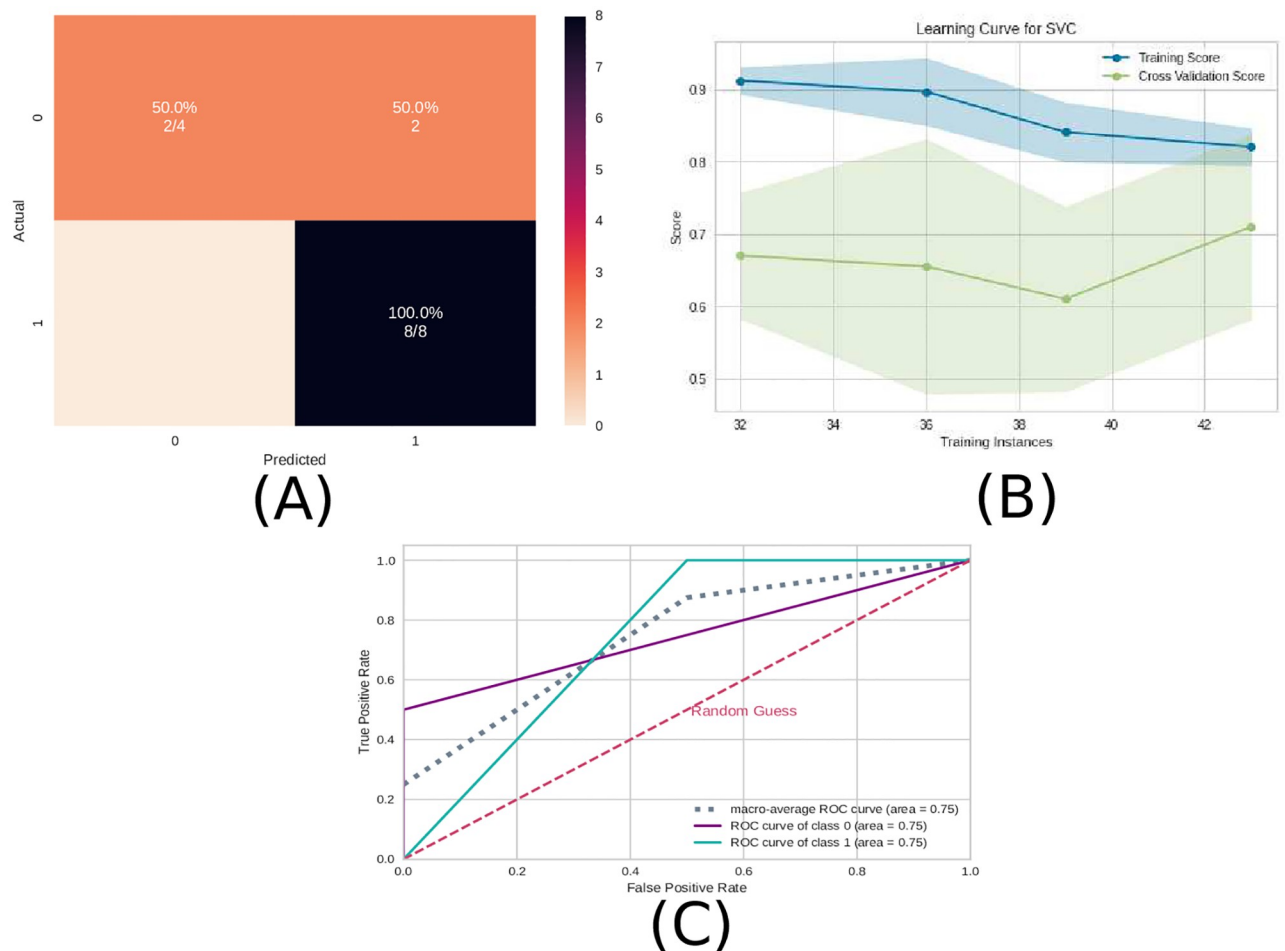 50.0%
2/4
50.0%
2
100.0%
8/8
0
1
Actual
0
1
Predicted
8
7
6
5
4
3
2
1
0
(A)
Learning Curve for SVC
Training Score
Cross Validation Score
0.9
0.8
0.7
0.6
0.5
Score
32
34
36
38
40
42
Training Instances
(B)
1.0
0.8
0.6
0.4
0.2
0.0
True Positive Rate
Random Guess
macro-average ROC curve (area = 0.75)
ROC curve of class 0 (area = 0.75)
ROC curve of class 1 (area = 0.75)
0.0
0.2
0.4
0.6
0.8
1.0
False Positive Rate
(C)